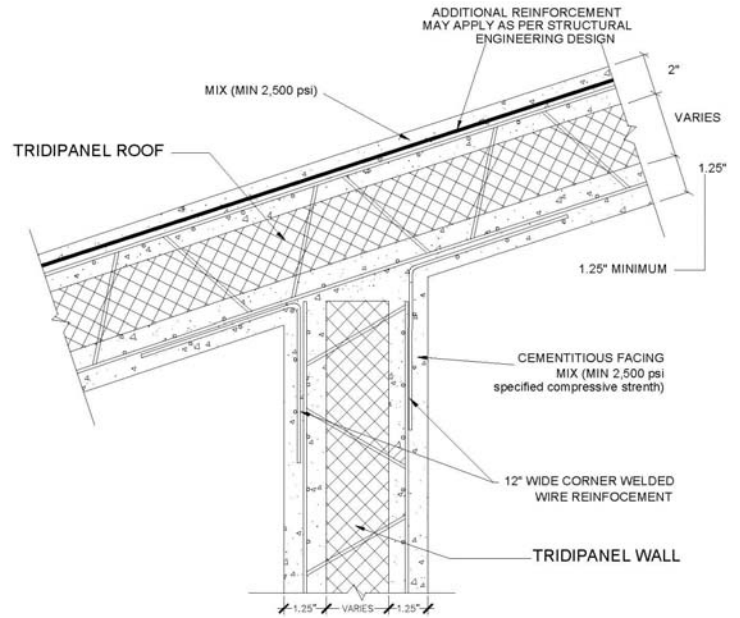 ADDITIONAL REINFORCEMENT
MAY APPLY AS PER STRUCTURAL
ENGINEERING DESIGN
2"
MIX (MIN 2,500 psi)
VARIES
TRIDIPANEL ROOF
1.25"
1.25" MINIMUM
CEMENTITIOUS FACING
MIX (MIN 2,500 psi
specified compressive strenth)
12" WIDE CORNER WELDED
WIRE REINFOCEMENT
TRIDIPANEL WALL
1.25" VARIES 1.25"